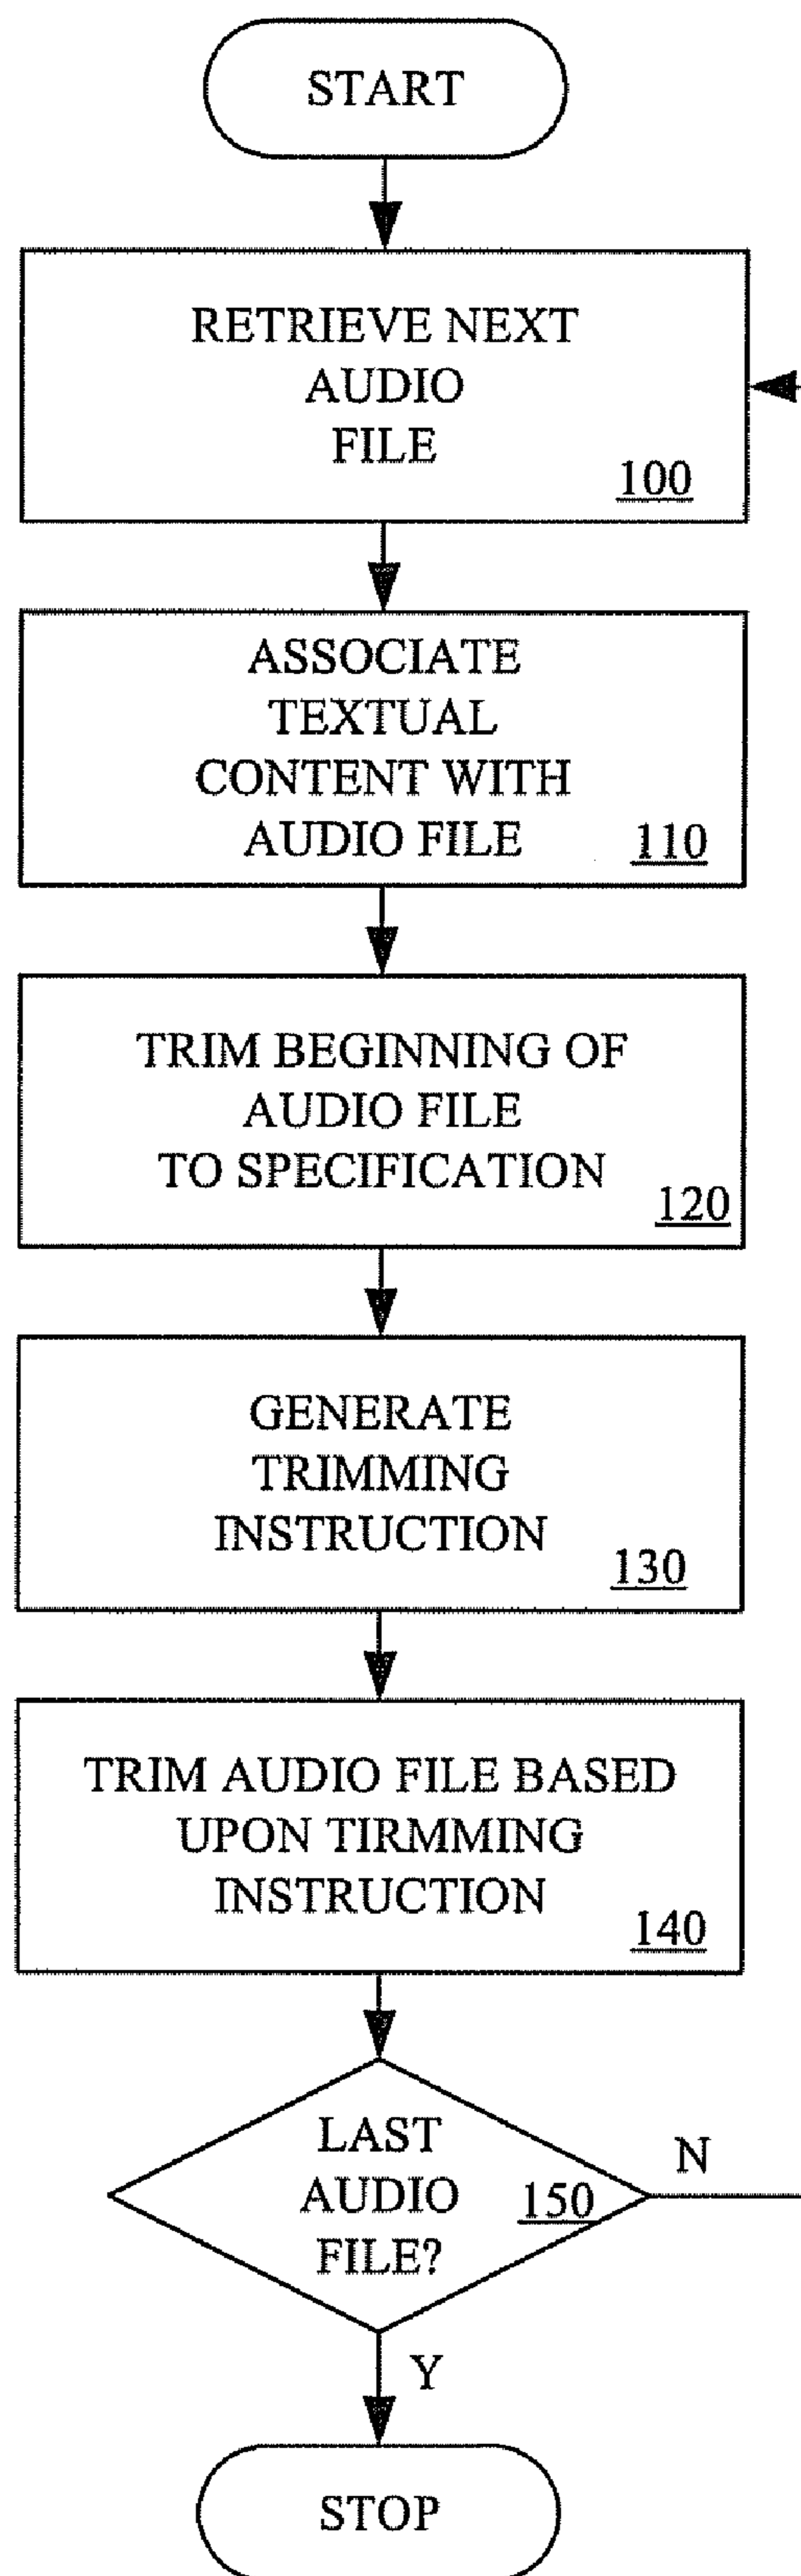 START
RETRIEVE NEXT
AUDIO
FILE
100
ASSOCIATE
TEXTUAL
CONTENT WITH
AUDIO FILE
110
TRIM BEGINNING OF
AUDIO FILE
TO SPECIFICATION
120
GENERATE
TRIMMING
INSTRUCTION
130
TRIM AUDIO FILE BASED
UPON TIRMMING
INSTRUCTION
140
LAST
AUDIO
FILE?
150
N
Y
STOP